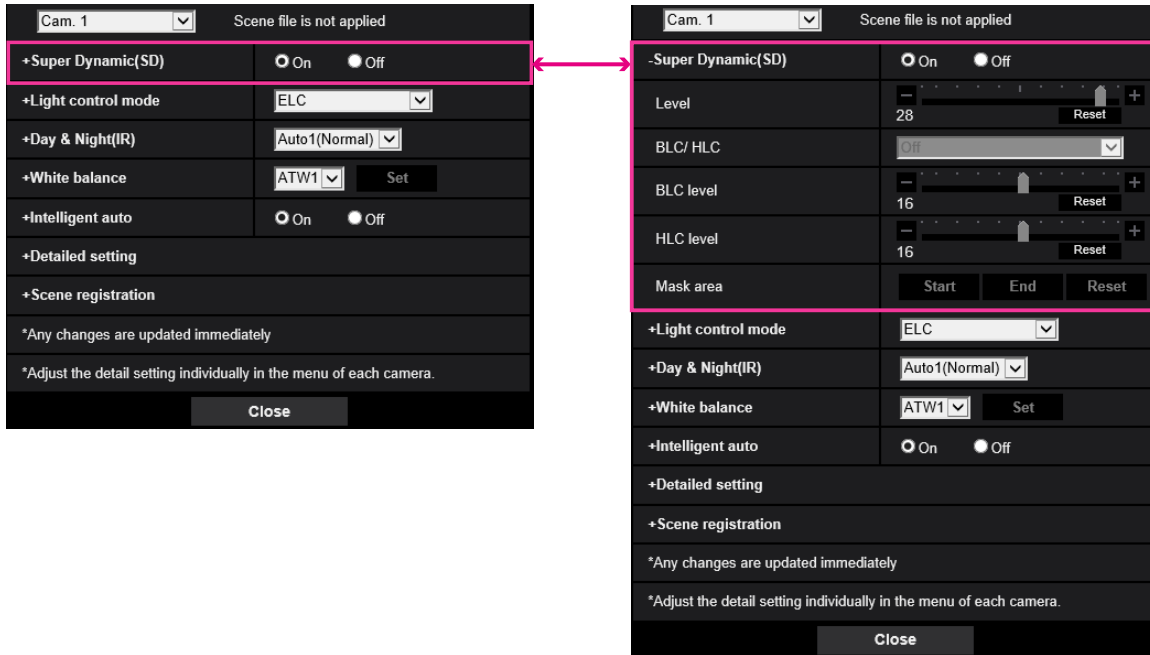 Cam. 1 Scene file is not applied
+Super Dynamic(SD) On Off
+Light control mode ELC
+Day & Night(IR) Auto1(Normal)
+White balance ATW1 Set
+Intelligent auto On Off
+Detailed setting
+Scene registration
*Any changes are updated immediately
*Adjust the detail setting individually in the menu of each camera.
Close
Cam. 1 Scene file is not applied
-Super Dynamic(SD) On Off
Level 28 Reset
BLC/ HLC Off
BLC level 16 Reset
HLC level 16 Reset
Mask area Start End Reset
+Light control mode ELC
+Day & Night(IR) Auto1(Normal)
+White balance ATW1 Set
+Intelligent auto On Off
+Detailed setting
+Scene registration
*Any changes are updated immediately
*Adjust the detail setting individually in the menu of each camera.
Close